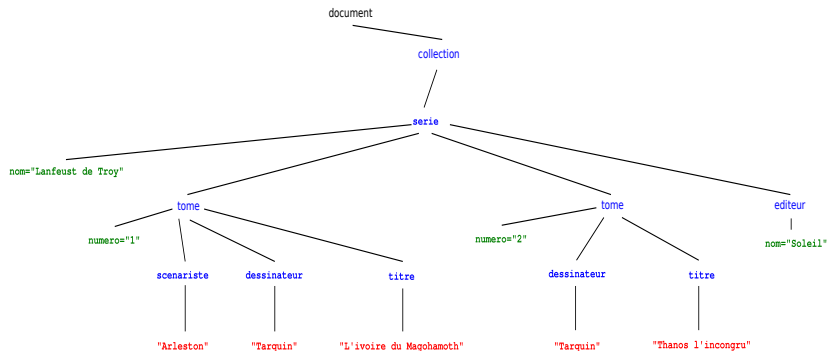 document
collection
serie
nom="Lanfeust de Troy"
tome
tome
editeur
numero="1"
numero="2"
nom="Soleil"
scenariste
dessinateur
titre
dessinateur
titre
"Arleston"
"Tarquin"
"L'ivoire du Magohamoth"
"Tarquin"
"Thanos l'incongru"